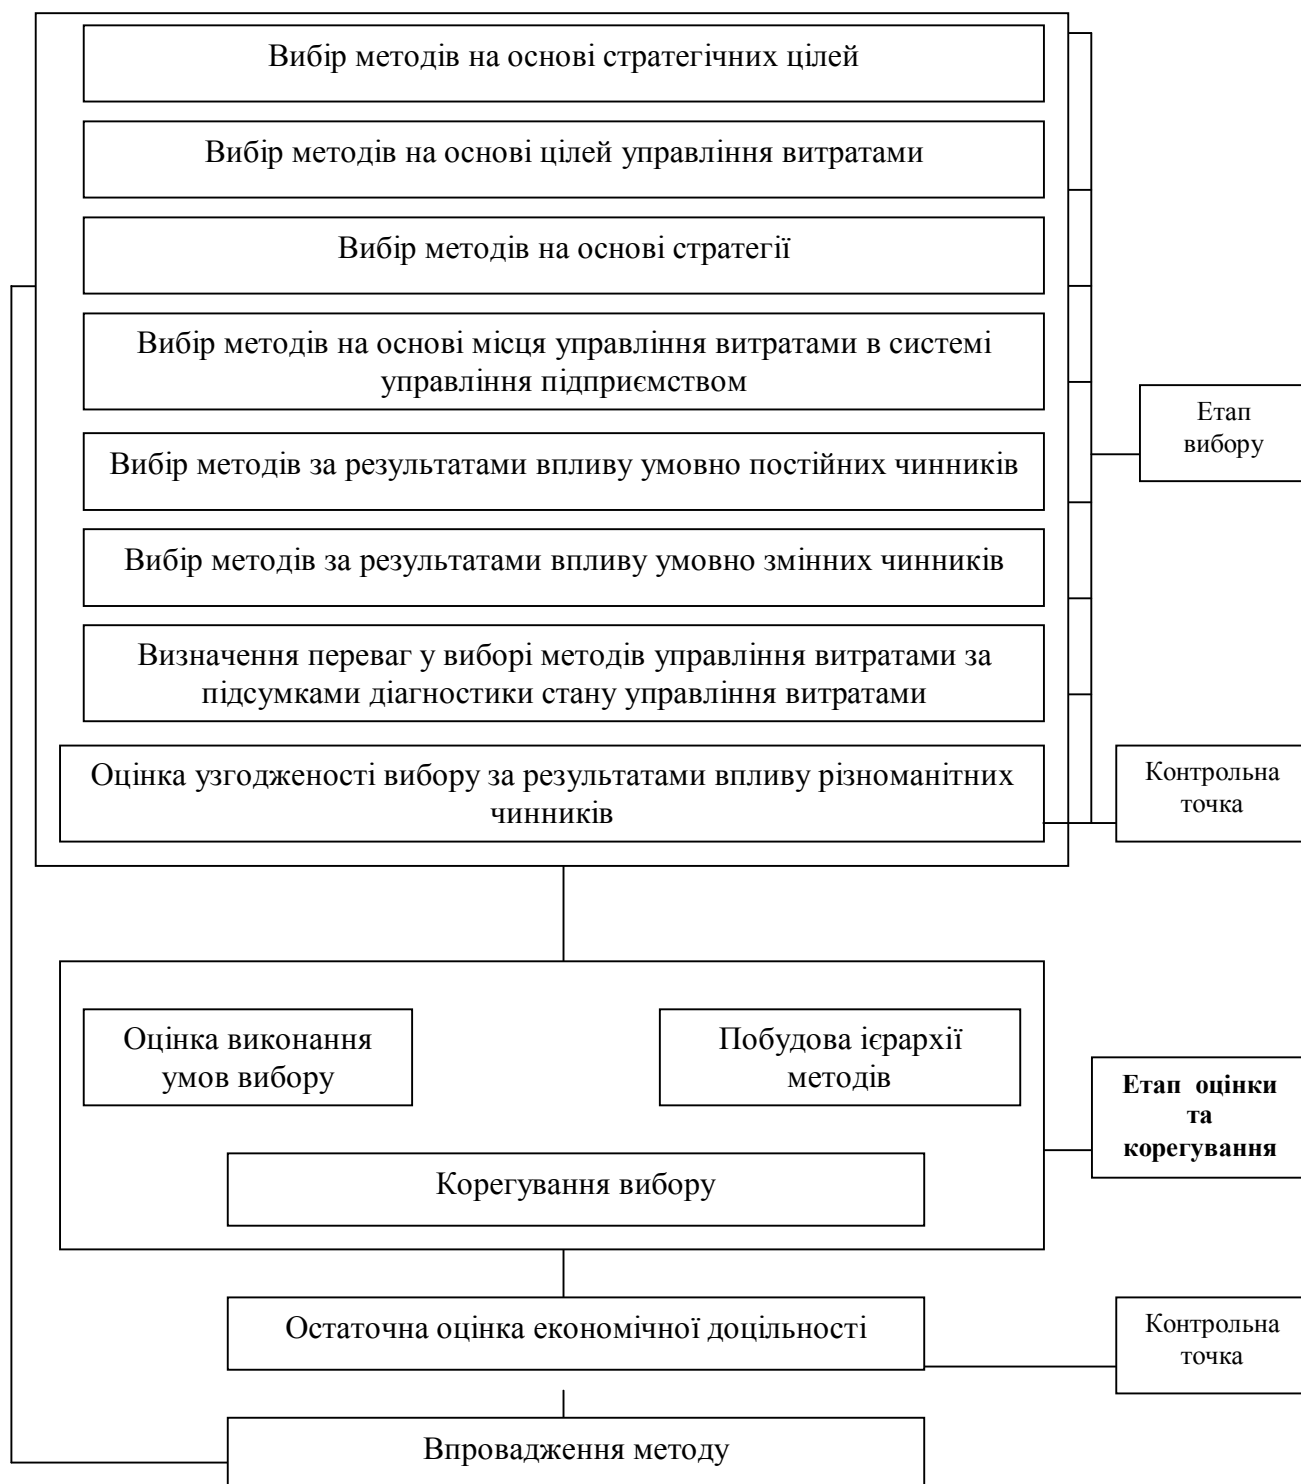 Вибір методів на основі стратегічних цілей
Вибір методів на основі цілей управління витратами
Вибір методів на основі стратегії
Вибір методів на основі місця управління витратами в системі
управління підприємством
Етап
вибору
Вибір методів за результатами впливу умовно постійних чинників
Вибір методів за результатами впливу умовно змінних чинників
Визначення переваг у виборі методів управління витратами за
підсумками діагностики стану управління витратами
Оцінка узгодженості вибору за результатами впливу різноманітних
чинників
Контрольна
точка
Оцінка виконання
умов вибору
Побудова ієрархії
методів
Етап оцінки
та
корегування
Корегування вибору
Остаточна оцінка економічної доцільності
Контрольна
точка
Впровадження методу